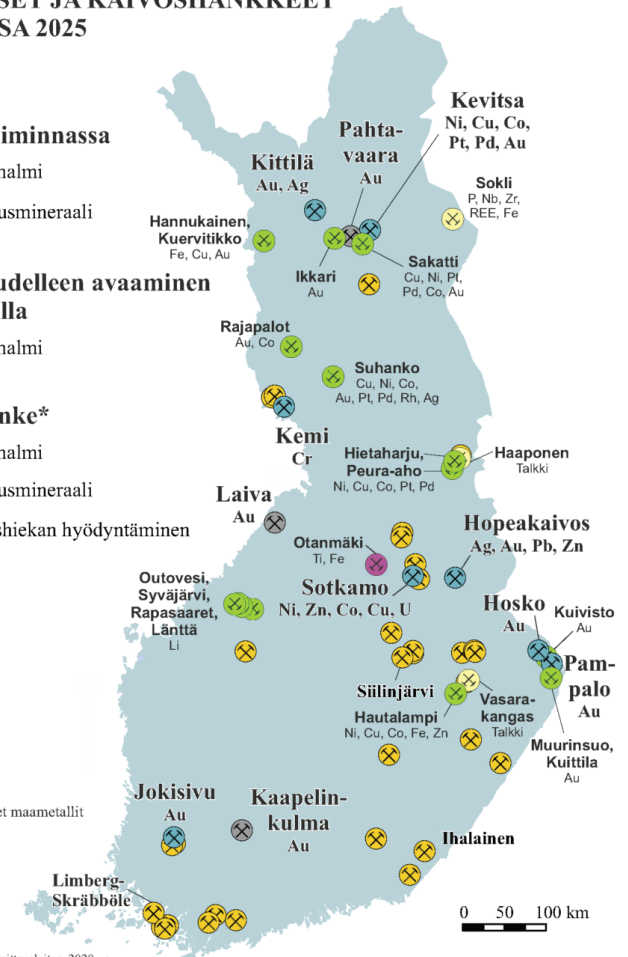 SET JA KAIVOSHANKKEET
SA 2025
iminnassa
malmi
usmineraali
udelleen avaaminen
lla
malmi
nke*
malmi
usmineraali
shiekan hyödyntäminen
et maametallit
Kevitsa
Ni, Cu, Co,
Pt, Pd, Au
Pahta-
vaara
Au
Kittilä
Au, Ag
Sokli
P, Nb, Zr,
REE, Fe
Hannukainen,
Kuervitikko
Fe, Cu, Au
Ikkari
Au
Sakatti
Cu, Ni, Pt,
Pd, Co, Au
Rajapalot
Au, Co
Suhanko
Cu, Ni, Co,
Au, Pt, Pd, Rh, Ag
Kemi
Cr
Hietaharju,
Peura-aho
Ni, Cu, Co, Pt, Pd
Haaponen
Talkki
Laiva
Au
Otanmäki
Ti, Fe
Hopeakaivos
Ag, Au, Pb, Zn
Sotkamo
Ni, Zn, Co, Cu, U
Outovesi,
Syväjärvi,
Rapasaaret,
Länttä
Li
Hosko
Au
Kuivisto
Au
Pam-
palo
Au
Siilinjärvi
Hautalampi
Ni, Cu, Co, Fe, Zn
Vasara-
kangas
Talkki
Muurinsuo,
Kuittila
Au
Jokisivu
Au
Kaapelin-
kulma
Au
Ihalainen
Limberg-
Skräbböle
0 50 100 km